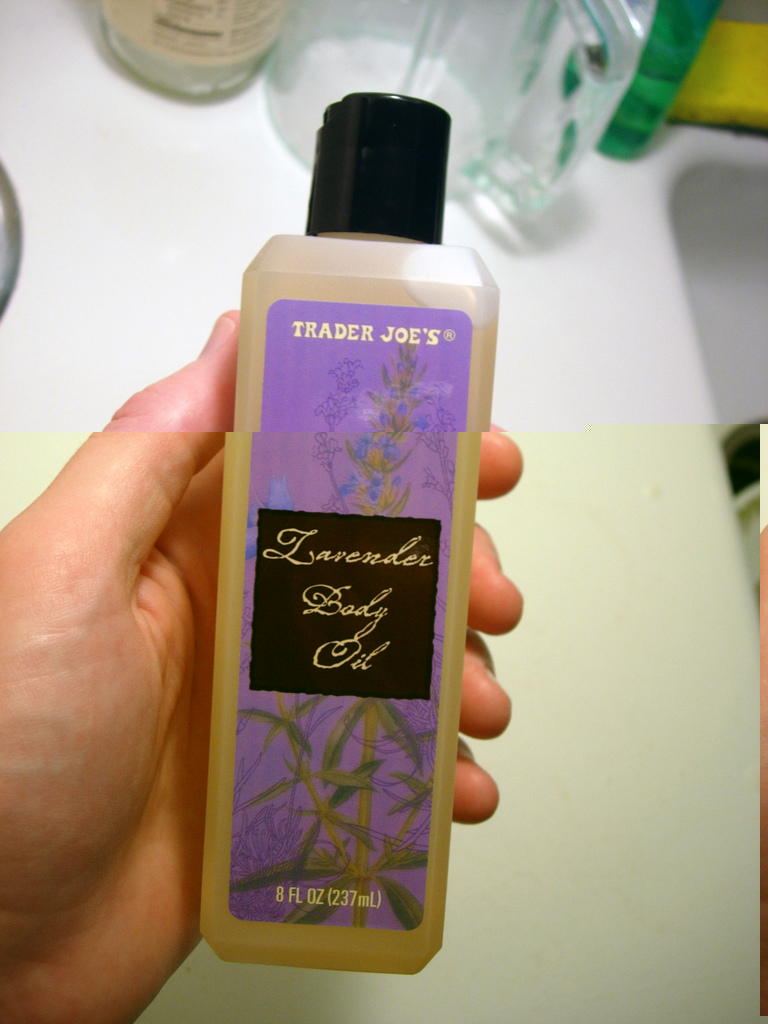 TRADER JOE'S®
Lavender
Body
Oil
8 FL OZ (237mL)